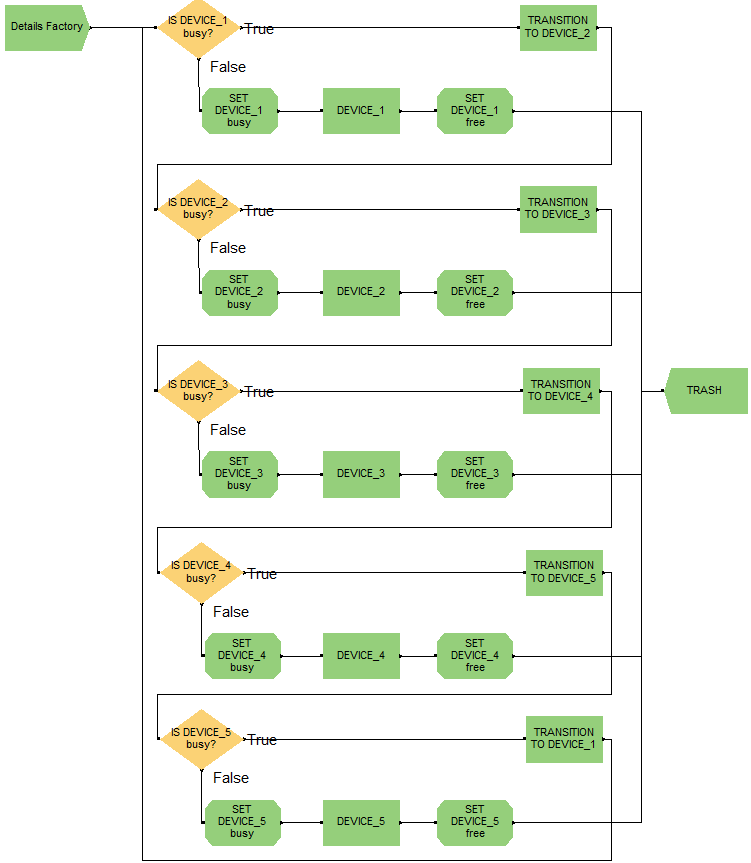 Details Factory
IS DEVICE_1
busy?
True
TRANSITION
TO DEVICE_2
False
SET
DEVICE_1
busy
DEVICE_1
SET
DEVICE_1
free
IS DEVICE_2
busy?
True
TRANSITION
TO DEVICE_3
False
SET
DEVICE_2
busy
DEVICE_2
SET
DEVICE_2
free
IS DEVICE_3
busy?
True
TRANSITION
TO DEVICE_4
TRASH
False
SET
DEVICE_3
busy
DEVICE_3
SET
DEVICE_3
free
IS DEVICE_4
busy?
True
TRANSITION
TO DEVICE_5
False
SET
DEVICE_4
busy
DEVICE_4
SET
DEVICE_4
free
IS DEVICE_5
busy?
True
TRANSITION
TO DEVICE_1
False
SET
DEVICE_5
busy
DEVICE_5
SET
DEVICE_5
free